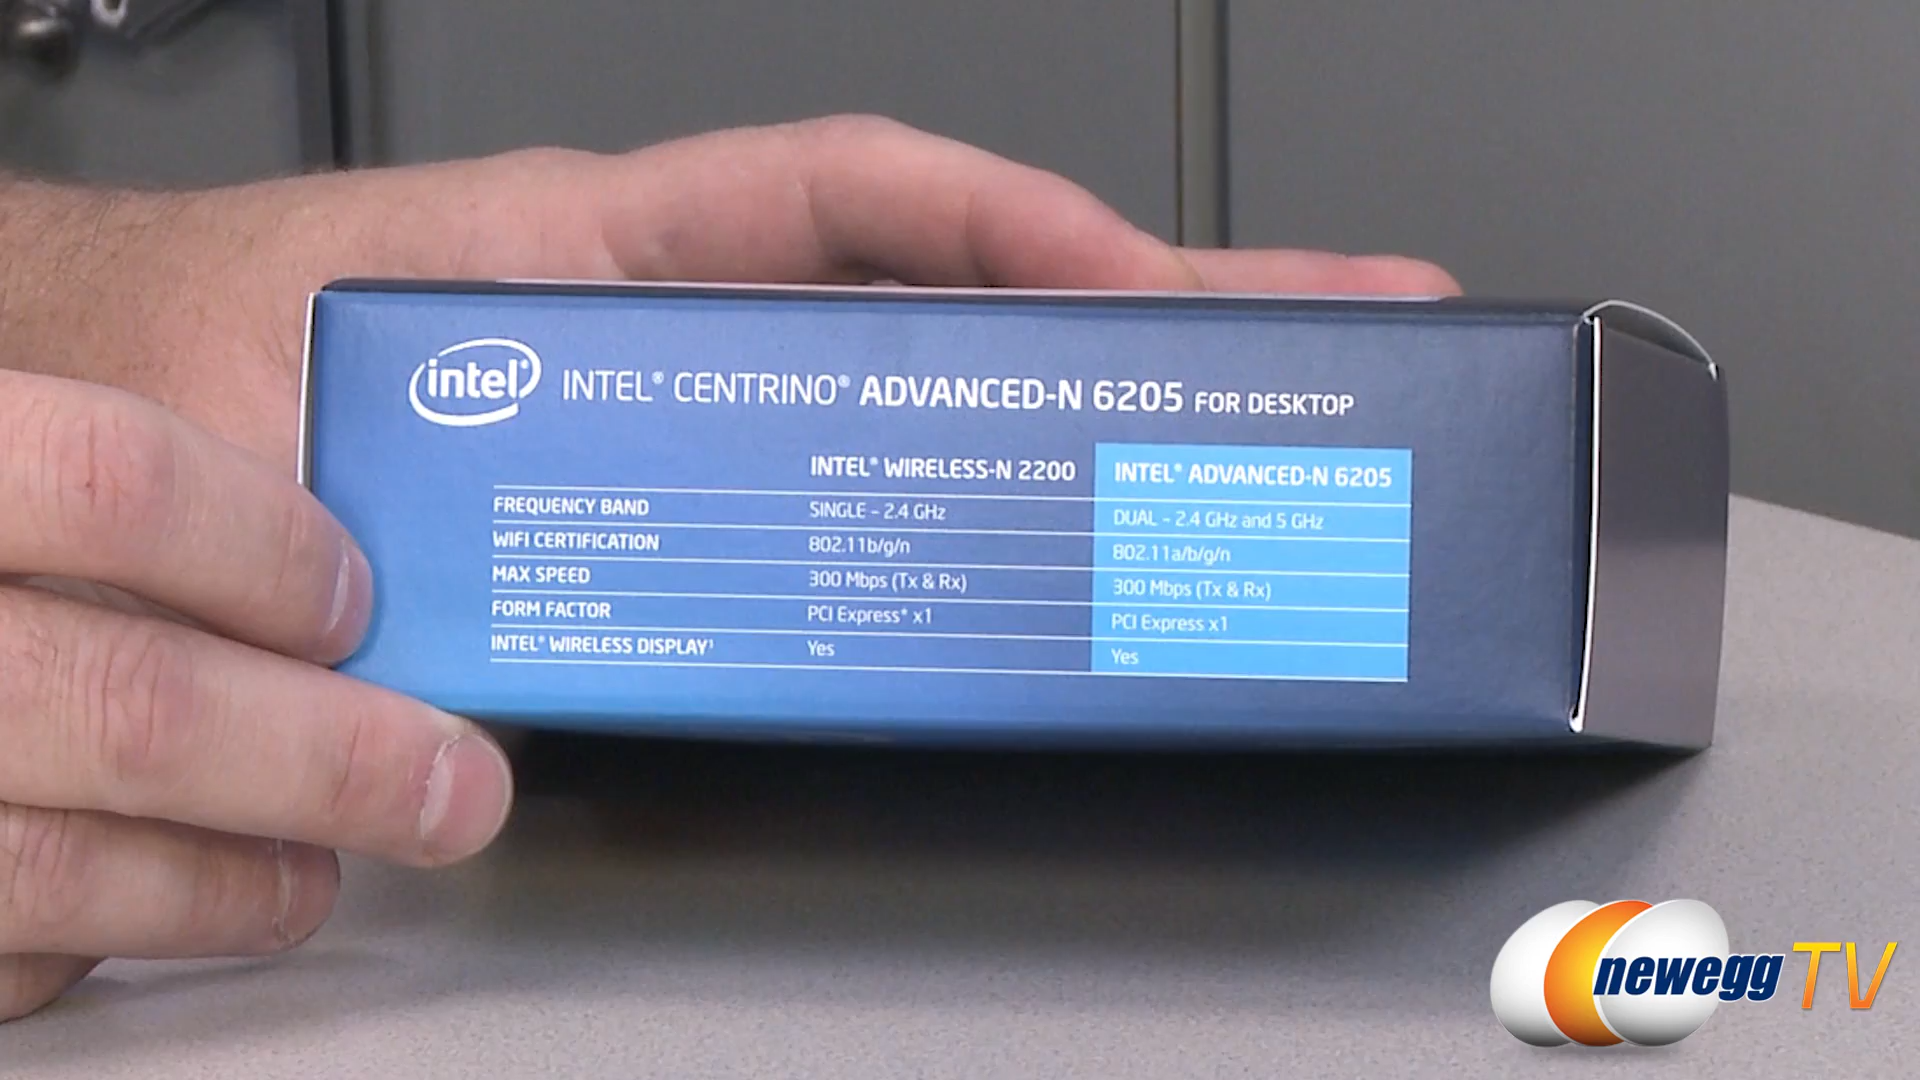 intel® INTEL® CENTRINO® ADVANCED-N 6205 FOR DESKTOP
INTEL® WIRELESS-N 2200 INTEL® ADVANCED-N 6205
FREQUENCY BAND SINGLE – 2.4 GHz DUAL – 2.4 GHz and 5 GHz
WIFI CERTIFICATION 802.11b/g/n 802.11a/b/g/n
MAX SPEED 300 Mbps (Tx & Rx) 300 Mbps (Tx & Rx)
FORM FACTOR PCI Express* x1 PCI Express x1
INTEL® WIRELESS DISPLAY¹ Yes Yes
newegg TV